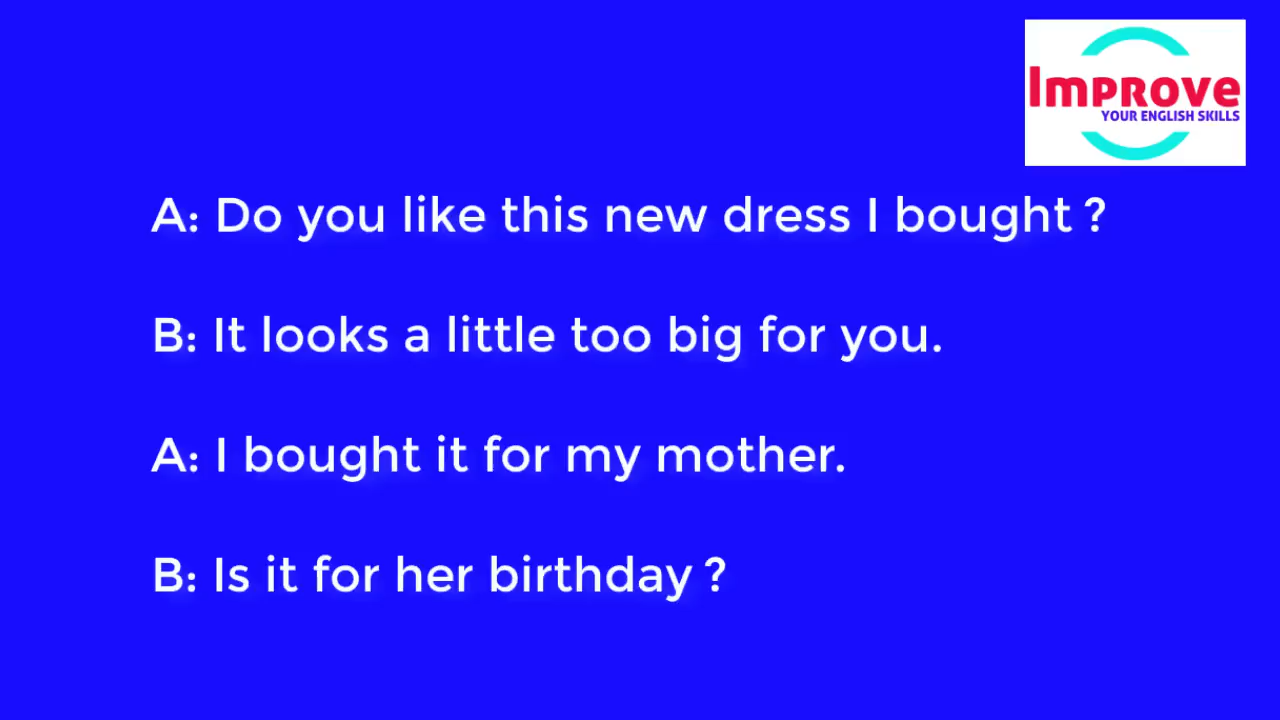 Improve
YOUR ENGLISH SKILLS
A: Do you like this new dress I bought ?
B: It looks a little too big for you.
A: I bought it for my mother.
B: Is it for her birthday ?